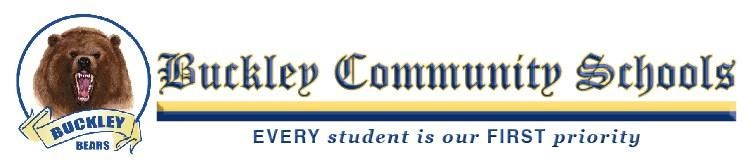 BUCKLEY
BEARS
Buckley Community Schools
EVERY student is our FIRST priority